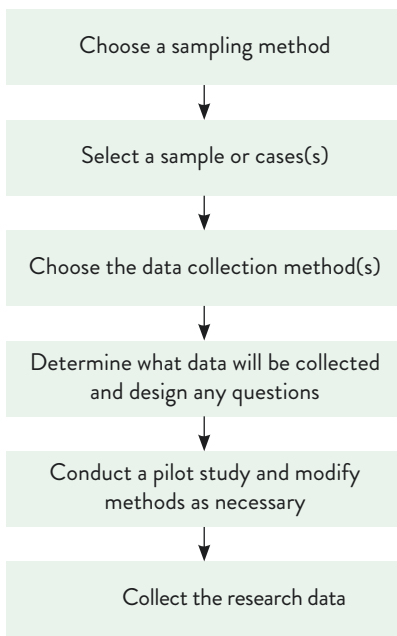 Choose a sampling method
Select a sample or cases(s)
Choose the data collection method(s)
Determine what data will be collected
and design any questions
Conduct a pilot study and modify
methods as necessary
Collect the research data